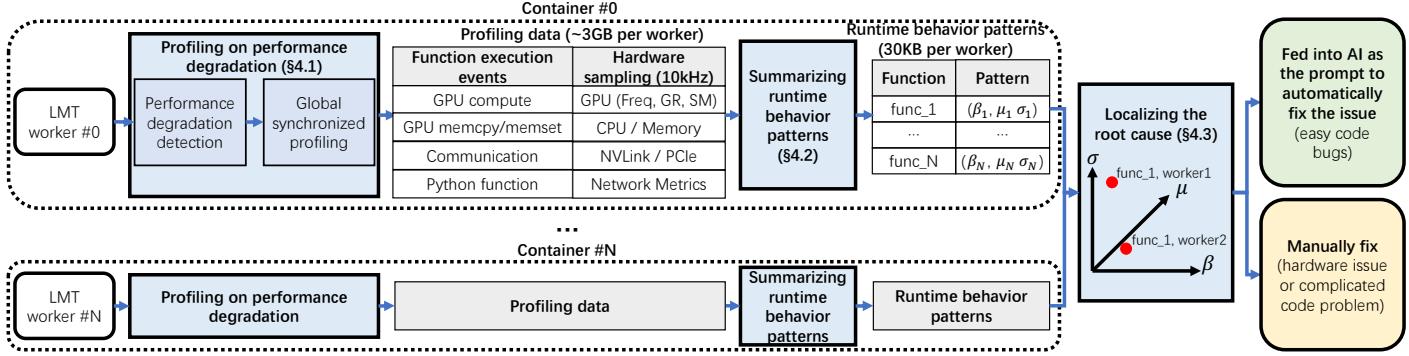 Container #0
LMT
worker #0
Profiling on performance
degradation (§4.1)
Performance
degradation
detection
Global
synchronized
profiling
Profiling data (~3GB per worker)
Function execution
events
Hardware
sampling (10kHz)
GPU compute
GPU (Freq, GR, SM)
GPU memcpy/memset
CPU / Memory
Communication
NVLink / PCIe
Python function
Network Metrics
Summarizing
runtime
behavior
patterns
(§4.2)
Runtime behavior patterns
(30KB per worker)
Function
Pattern
func_1
(β₁, μ₁ σ₁)
...
...
func_N
(β_N, μ_N σ_N)
Localizing the
root cause (§4.3)
σ
func_1, worker1
μ
func_1, worker2
β
Fed into AI as
the prompt to
automatically
fix the issue
(easy code
bugs)
Manually fix
(hardware issue
or complicated
code problem)
...
Container #N
LMT
worker #N
Profiling on performance
degradation
Profiling data
Summarizing
runtime
behavior
patterns
Runtime behavior
patterns